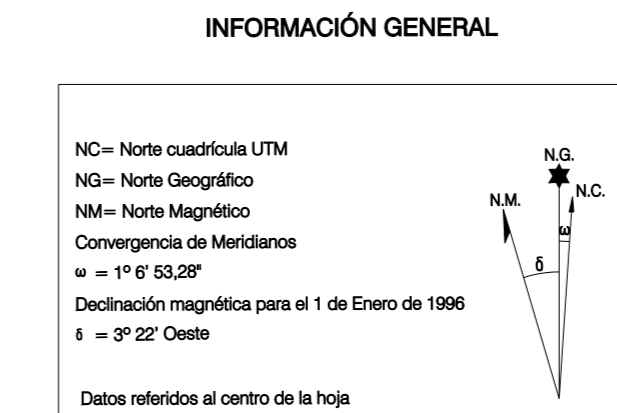 INFORMACIÓN GENERAL
NC= Norte cuadrícula UTM
NG= Norte Geográfico
NM= Norte Magnético
Convergencia de Meridianos
ω = 1º 6' 53,28"
Declinación magnética para el 1 de Enero de 1996
δ = 3º 22' Oeste
Datos referidos al centro de la hoja
N.G.
N.M.
N.C.
ω
δ